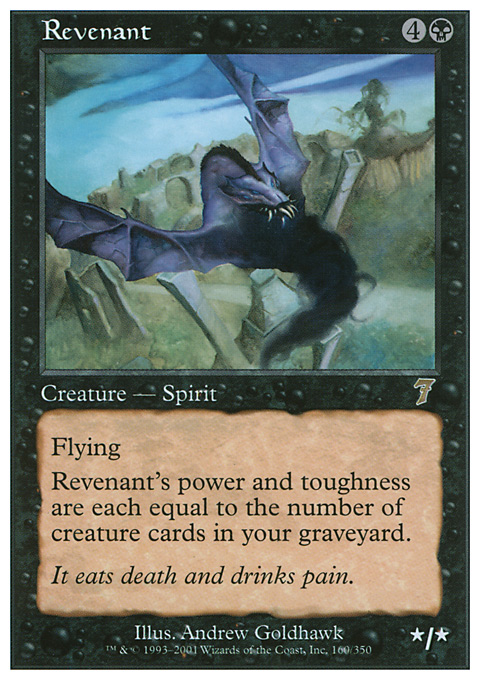 Revenant 4
Creature — Spirit 7
Flying
Revenant's power and toughness
are each equal to the number of
creature cards in your graveyard.
It eats death and drinks pain.
Illus. Andrew Goldhawk
™ & © 1993–2001 Wizards of the Coast, Inc. 160/350
*/*